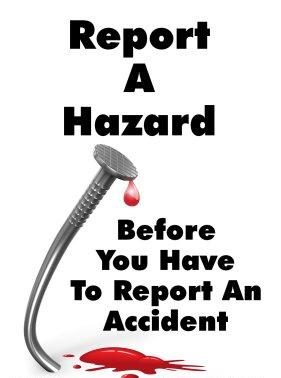 Report
A
Hazard
Before
You Have
To Report An
Accident